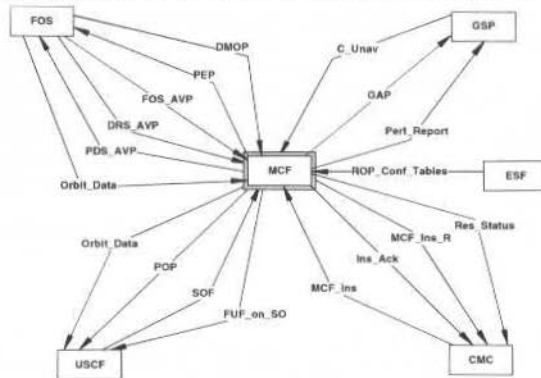 FOS
GSP
DMOP
C_Unav
PEP
GAP
FOS_AVP
DRS_AVP
Perf_Report
PDS_AVP
MCF
ROP_Conf_Tables
ESF
Orbit_Data
Orbit_Data
Res_Status
MCF_Ins_R
POP
Ins_Ack
SOF
MCF_Ins
FUF_on_SO
USCF
CMC